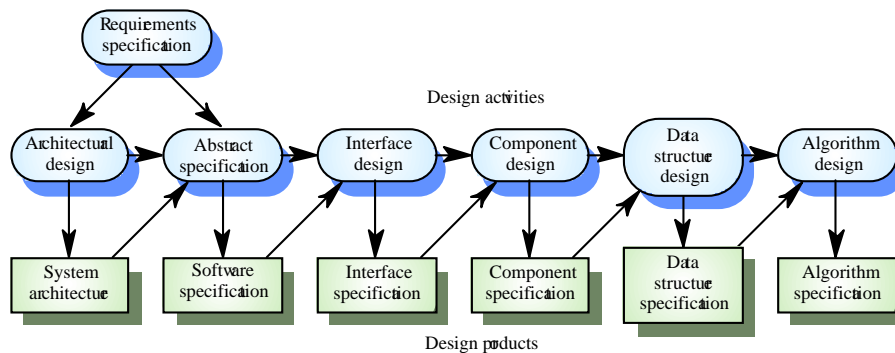 Requirements
specification
Design activities
Architectural
design
Abstract
specification
Interface
design
Component
design
Data
structure
design
Algorithm
design
System
architecture
Software
specification
Interface
specification
Component
specification
Data
structure
specification
Algorithm
specification
Design products